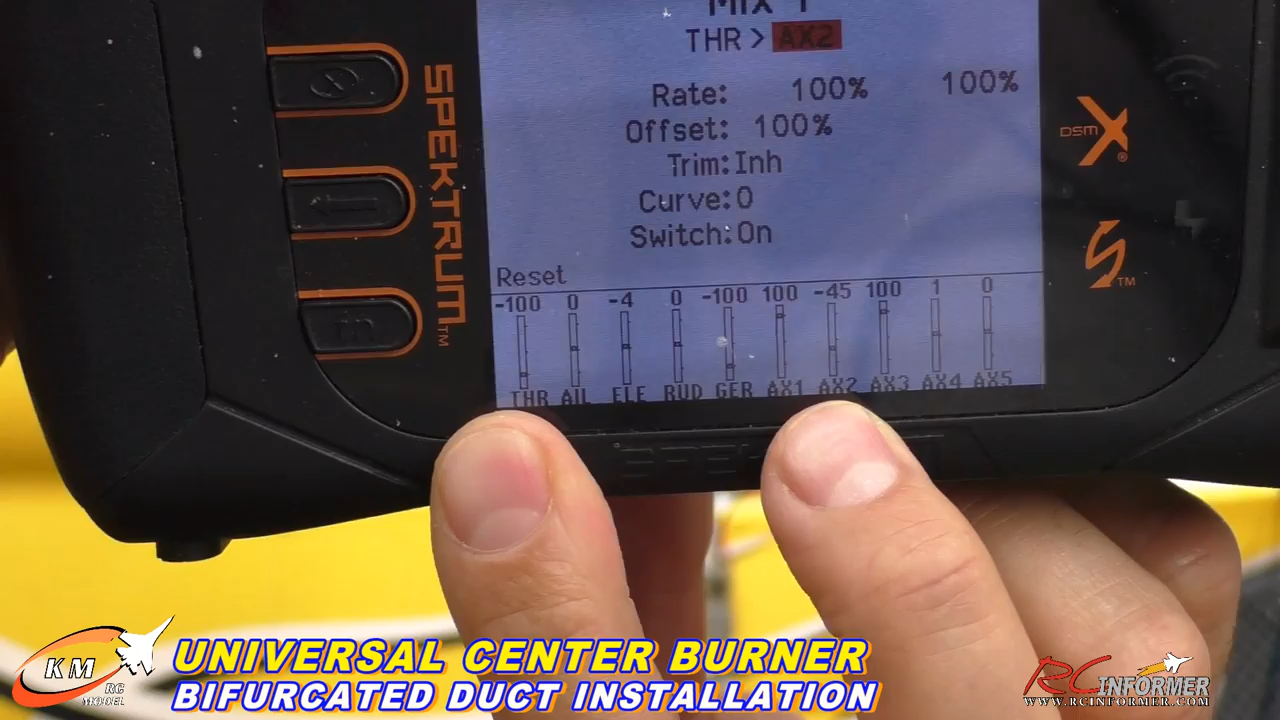 MIX 1
THR > AX2
Rate: 100% 100%
Offset: 100%
Trim: Inh
Curve: 0
Switch: On
Reset
-100 0 -4 0 -100 100 -45 100 1 0
THR AIL ELE RUD GER AX1 AX2 AX3 AX4 AX5
SPEKTRUM™
DSM X®
TM
KM
RC
MODEL
UNIVERSAL CENTER BURNER
BIFURCATED DUCT INSTALLATION
RC INFORMER
WWW.RCINFORMER.COM